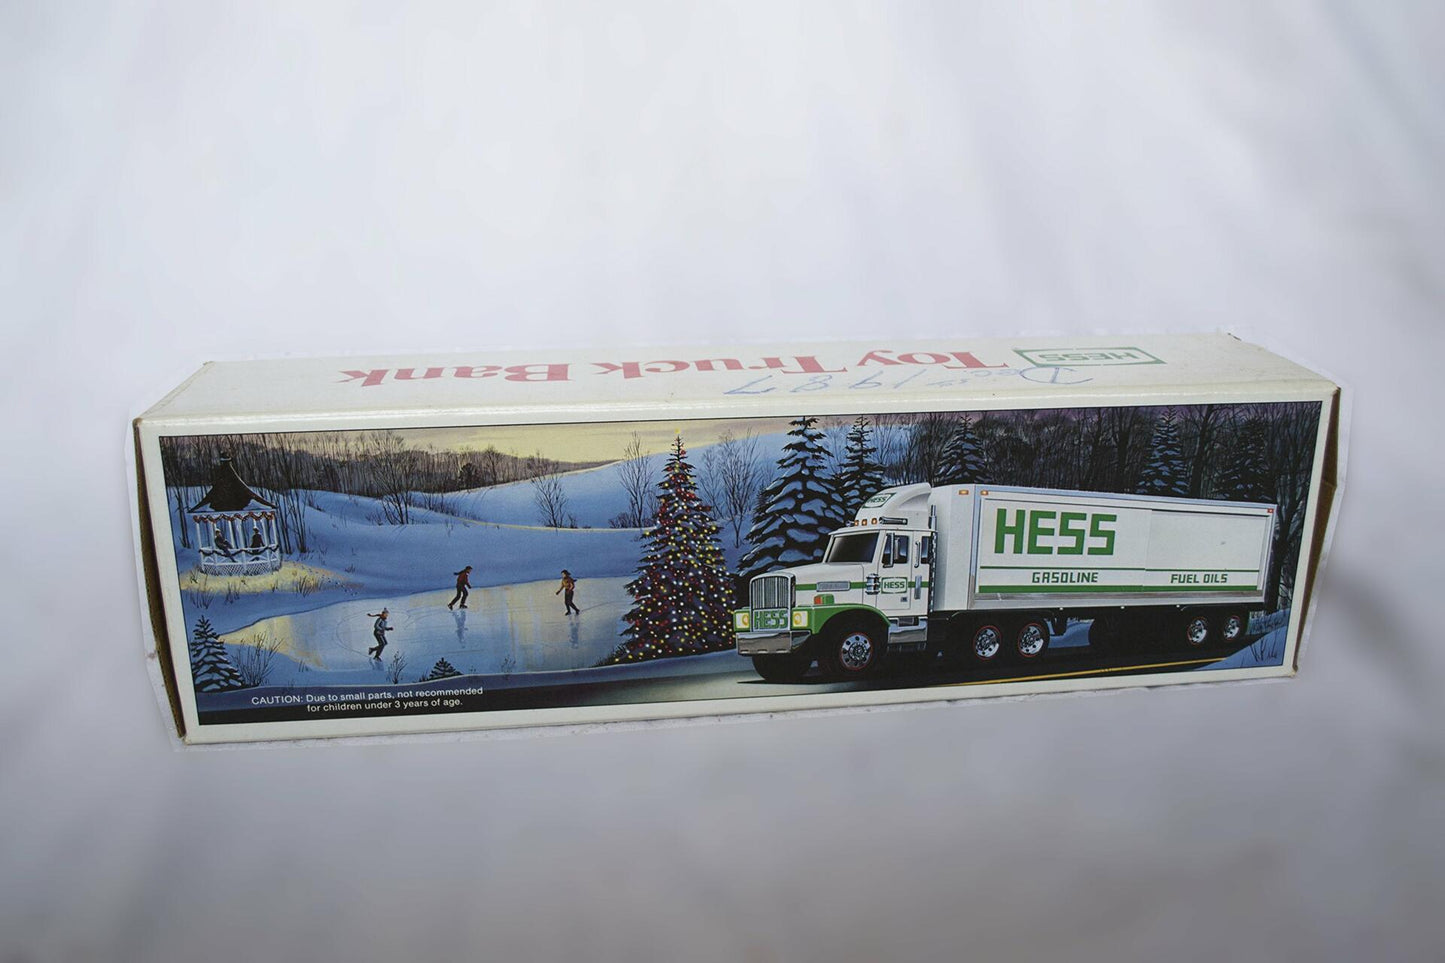 HESS Toy Truck Bank
Dec 1987
HESS
HESS
GASOLINE FUEL OILS
HESS
HESS
CAUTION: Due to small parts, not recommended
for children under 3 years of age.